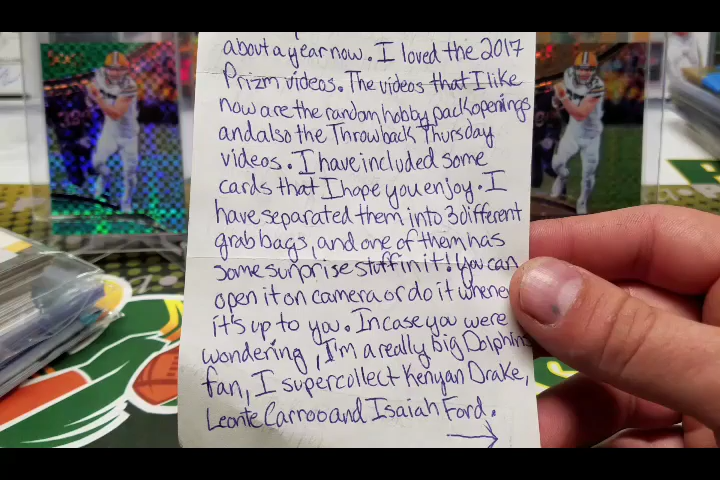 about a year now. I loved the 2017
Prizm videos. The videos that I like
now are the random hobby pack openings
and also the Throwback Thursday
videos. I have included some
cards that I hope you enjoy. I
have separated them into 3 different
grab bags, and one of them has
some surprise stuff in it! You can
open it on camera or do it whene
it's up to you. In case you were
wondering, I'm a really big Dolphins
fan, I supercollect Kenyan Drake,
Leonte Carroo and Isaiah Ford.